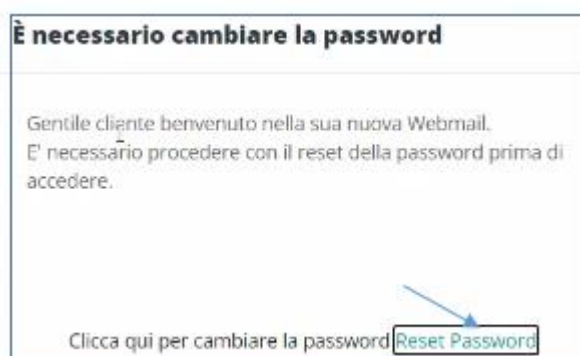 È necessario cambiare la password
Gentile cliente benvenuto nella sua nuova Webmail.
E' necessario procedere con il reset della password prima di
accedere.
Clicca qui per cambiare la password Reset Password